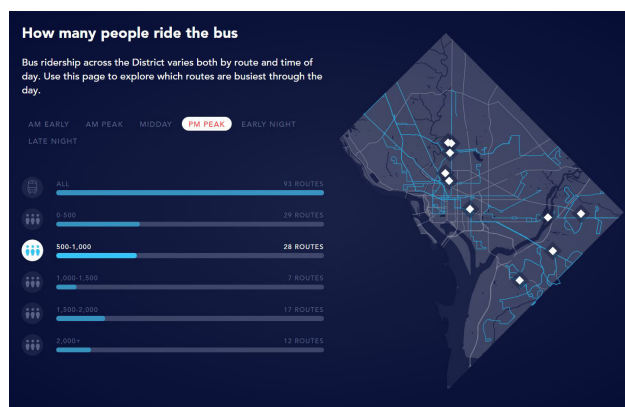 How many people ride the bus
Bus ridership across the District varies both by route and time of
day. Use this page to explore which routes are busiest through the
day.
AM EARLY AM PEAK MIDDAY PM PEAK EARLY NIGHT
LATE NIGHT
ALL 93 ROUTES
0-500 29 ROUTES
500-1,000 28 ROUTES
1,000-1,500 7 ROUTES
1,500-2,000 17 ROUTES
2,000+ 12 ROUTES